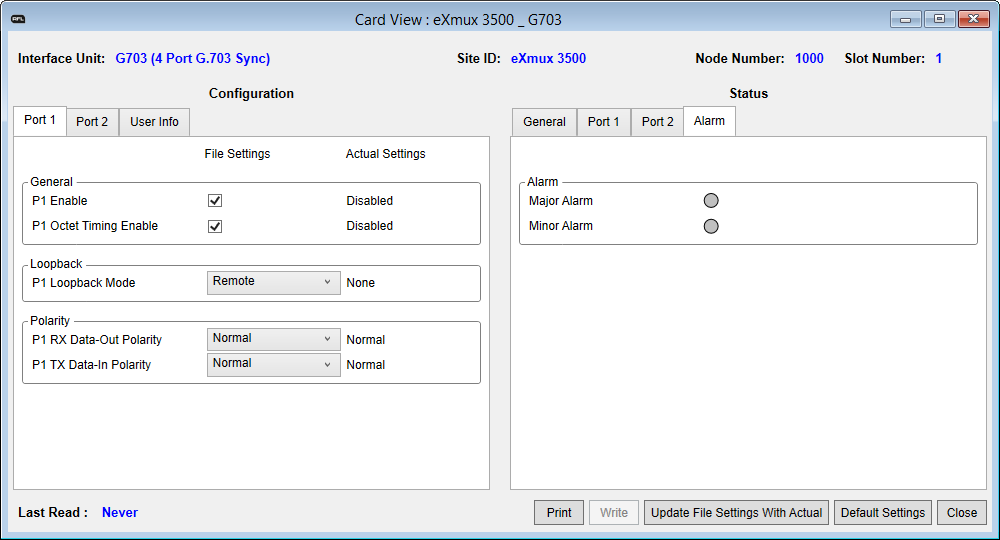 RFL
Card View : eXmux 3500 _ G703
Interface Unit: G703 (4 Port G.703 Sync) Site ID: eXmux 3500 Node Number: 1000 Slot Number: 1
Configuration
Port 1 Port 2 User Info
File Settings Actual Settings
General
P1 Enable Disabled
P1 Octet Timing Enable Disabled
Loopback
P1 Loopback Mode Remote None
Polarity
P1 RX Data-Out Polarity Normal Normal
P1 TX Data-In Polarity Normal Normal
Status
General Port 1 Port 2 Alarm
Alarm
Major Alarm
Minor Alarm
Last Read : Never
Print Write Update File Settings With Actual Default Settings Close